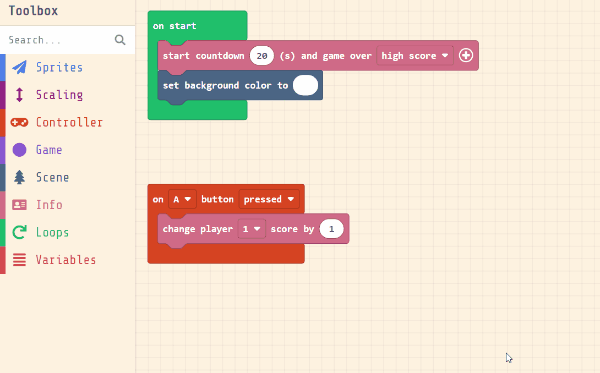 Toolbox
Search...
Sprites
Scaling
Controller
Game
Scene
Info
Loops
Variables
on start
start countdown 20 (s) and game over high score
set background color to
on A button pressed
change player 1 score by 1